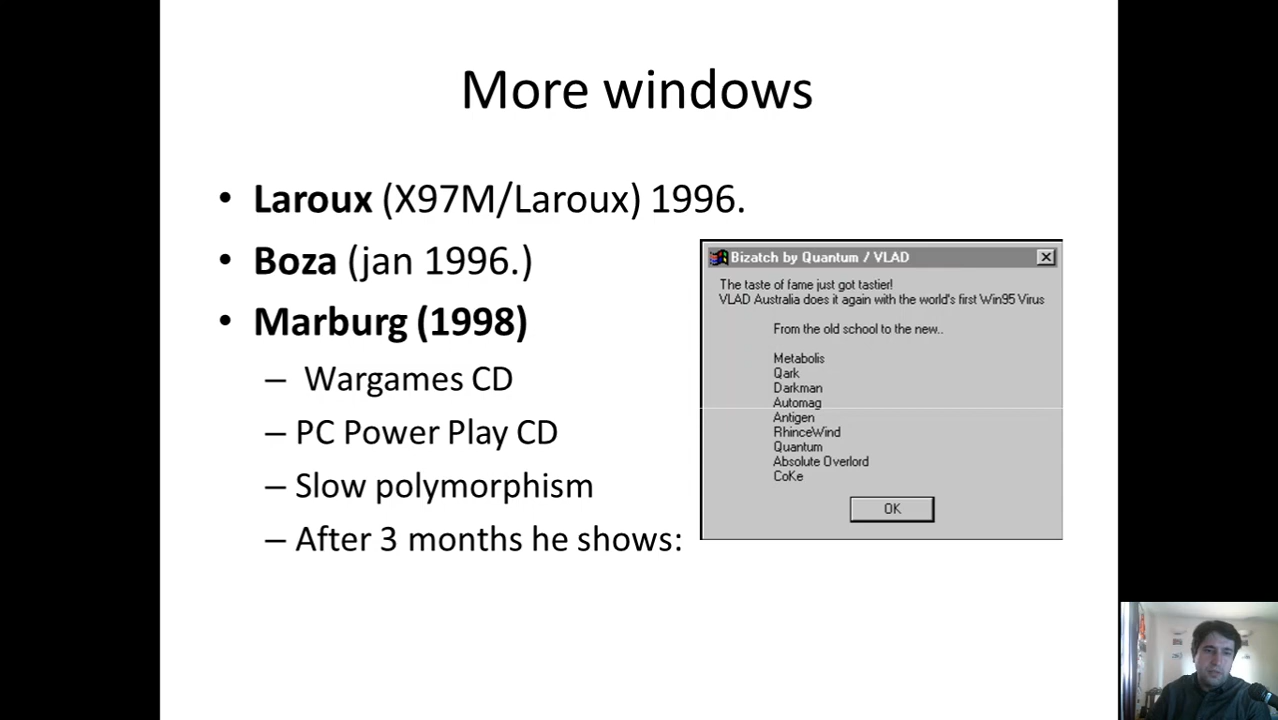 More windows
• Laroux (X97M/Laroux) 1996.
• Boza (jan 1996.)
• Marburg (1998)
– Wargames CD
– PC Power Play CD
– Slow polymorphism
– After 3 months he shows:
Bizatch by Quantum / VLAD
The taste of fame just got tastier!
VLAD Australia does it again with the world's first Win95 Virus
From the old school to the new..
Metabolis
Qark
Darkman
Automag
Antigen
RhinceWind
Quantum
Absolute Overlord
CoKe
OK